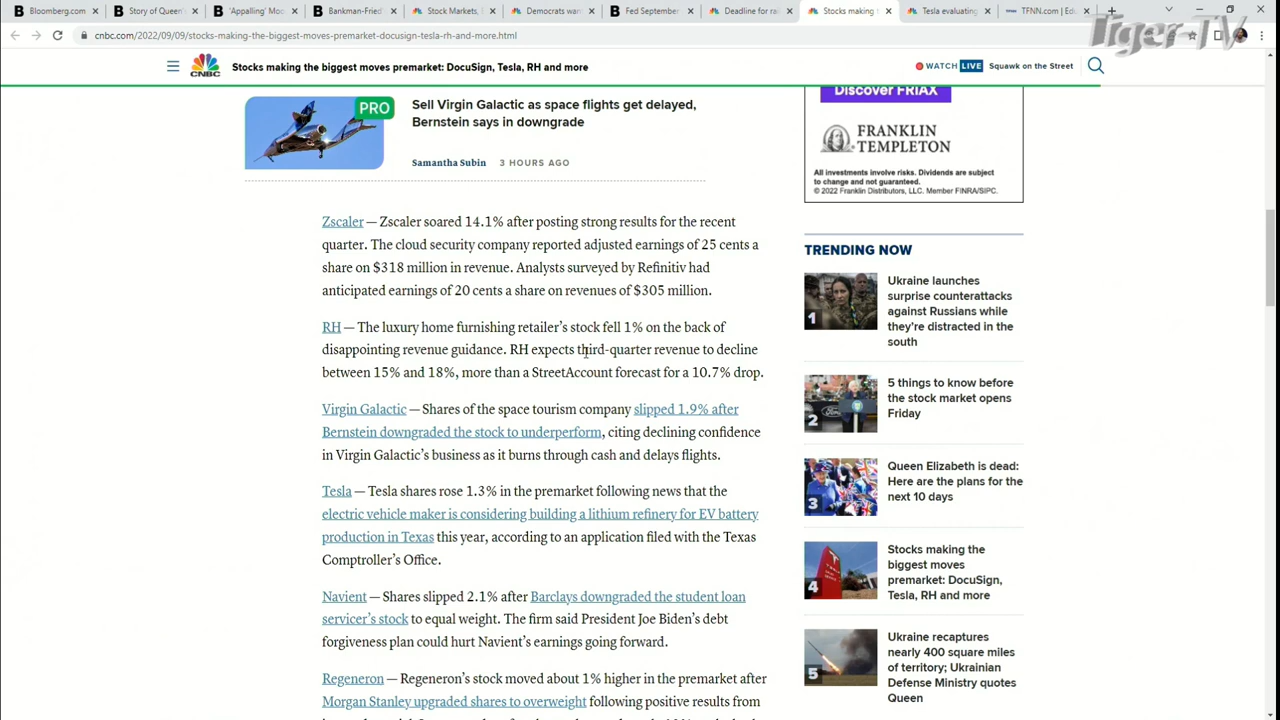 Bloomberg.com
Story of Queen'
'Appalling' Moo
Bankman-Fried'
Stock Markets,
Democrats wan
Fed September
Deadline for rai
Stocks making t
Tesla evaluating
TFNN.com | Edu
Tiger-TV
cnbc.com/2022/09/09/stocks-making-the-biggest-moves-premarket-docusign-tesla-rh-and-more.html
CNBC
Stocks making the biggest moves premarket: DocuSign, Tesla, RH and more
WATCH LIVE Squawk on the Street
PRO
Sell Virgin Galactic as space flights get delayed,
Bernstein says in downgrade
Samantha Subin 3 HOURS AGO
Zscaler — Zscaler soared 14.1% after posting strong results for the recent
quarter. The cloud security company reported adjusted earnings of 25 cents a
share on $318 million in revenue. Analysts surveyed by Refinitiv had
anticipated earnings of 20 cents a share on revenues of $305 million.
RH — The luxury home furnishing retailer's stock fell 1% on the back of
disappointing revenue guidance. RH expects third-quarter revenue to decline
between 15% and 18%, more than a StreetAccount forecast for a 10.7% drop.
Virgin Galactic — Shares of the space tourism company slipped 1.9% after
Bernstein downgraded the stock to underperform, citing declining confidence
in Virgin Galactic's business as it burns through cash and delays flights.
Tesla — Tesla shares rose 1.3% in the premarket following news that the
electric vehicle maker is considering building a lithium refinery for EV battery
production in Texas this year, according to an application filed with the Texas
Comptroller's Office.
Navient — Shares slipped 2.1% after Barclays downgraded the student loan
servicer's stock to equal weight. The firm said President Joe Biden's debt
forgiveness plan could hurt Navient's earnings going forward.
Regeneron — Regeneron's stock moved about 1% higher in the premarket after
Morgan Stanley upgraded shares to overweight following positive results from
Discover FRIAX
FRANKLIN
TEMPLETON
All investments involve risks. Dividends are subject
to change and not guaranteed.
© 2022 Franklin Distributors, LLC. Member FINRA/SIPC.
TRENDING NOW
1
Ukraine launches
surprise counterattacks
against Russians while
they're distracted in the
south
2
5 things to know before
the stock market opens
Friday
3
Queen Elizabeth is dead:
Here are the plans for the
next 10 days
4
Stocks making the
biggest moves
premarket: DocuSign,
Tesla, RH and more
5
Ukraine recaptures
nearly 400 square miles
of territory; Ukrainian
Defense Ministry quotes
Queen